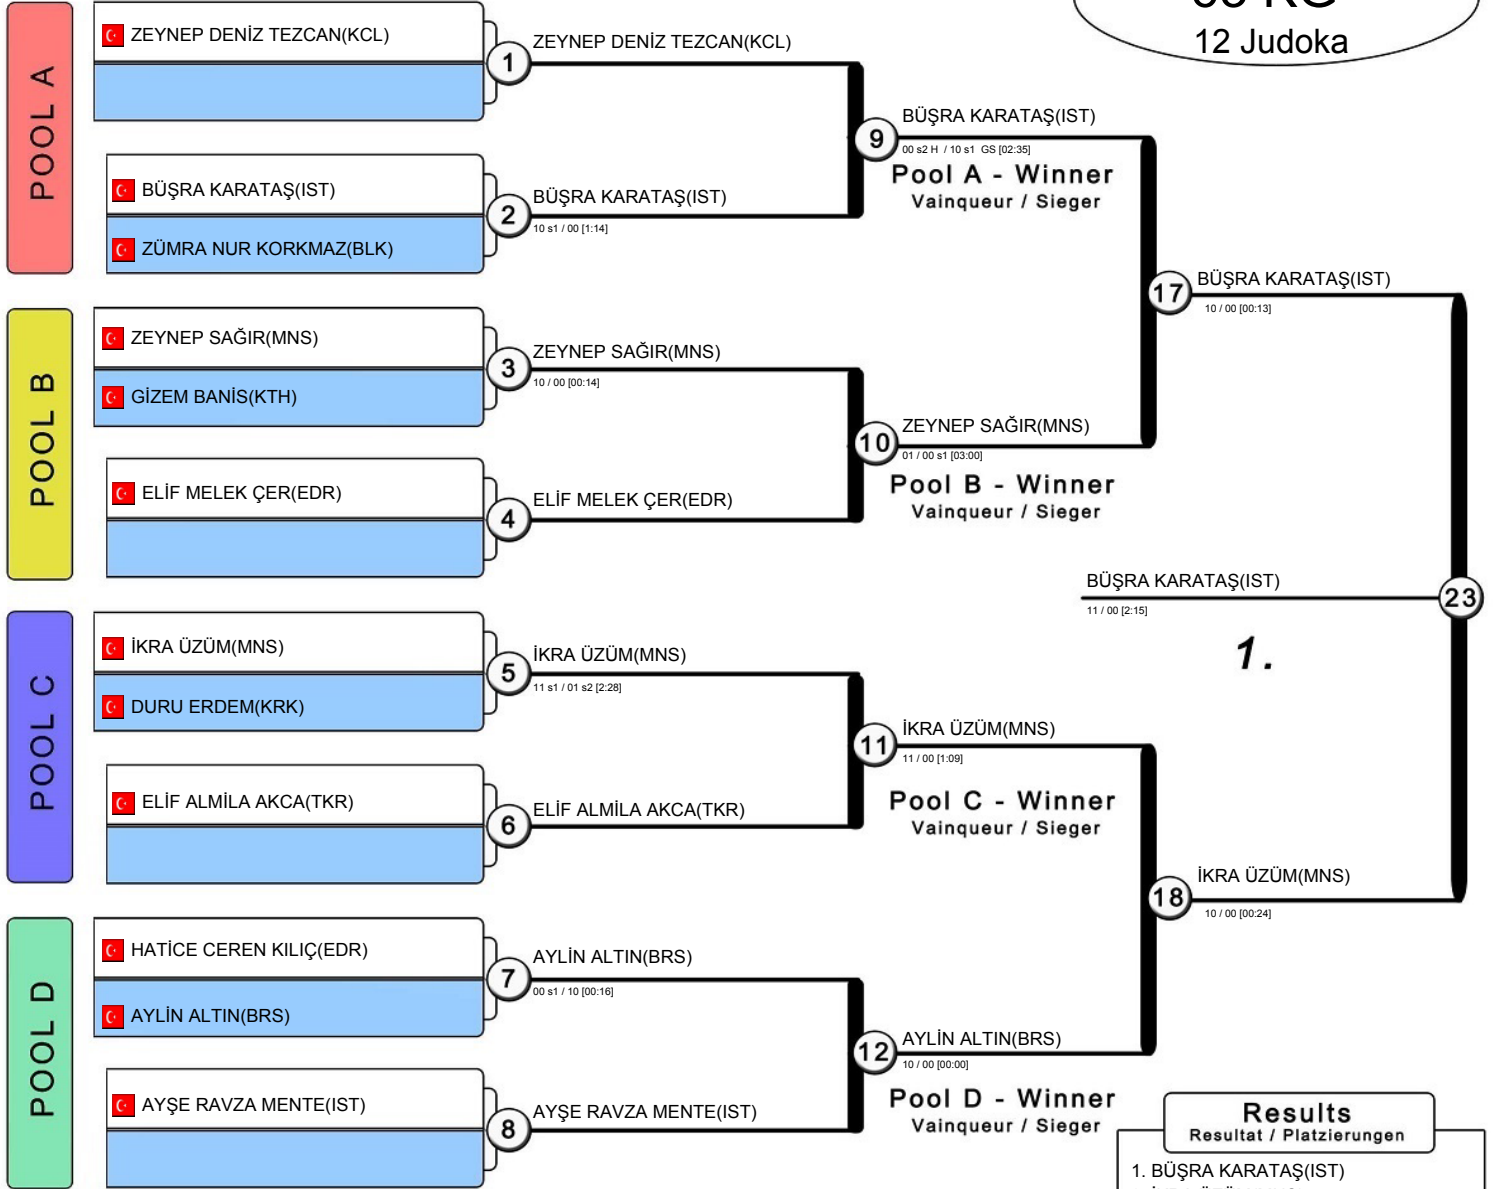 12 Judoka
POOL A
ZEYNEP DENİZ TEZCAN(KCL)
1
ZEYNEP DENİZ TEZCAN(KCL)
BÜŞRA KARATAŞ(IST)
ZÜMRA NUR KORKMAZ(BLK)
2
BÜŞRA KARATAŞ(IST)
10 s1 / 00 [1:14]
9
BÜŞRA KARATAŞ(IST)
00 s2 H / 10 s1 GS [02:35]
Pool A - Winner
Vainqueur / Sieger
POOL B
ZEYNEP SAĞIR(MNS)
GİZEM BANİS(KTH)
3
ZEYNEP SAĞIR(MNS)
10 / 00 [00:14]
ELİF MELEK ÇER(EDR)
4
ELİF MELEK ÇER(EDR)
10
ZEYNEP SAĞIR(MNS)
01 / 00 s1 [03:00]
Pool B - Winner
Vainqueur / Sieger
17
BÜŞRA KARATAŞ(IST)
10 / 00 [00:13]
POOL C
İKRA ÜZÜM(MNS)
DURU ERDEM(KRK)
5
İKRA ÜZÜM(MNS)
11 s1 / 01 s2 [2:28]
ELİF ALMİLA AKCA(TKR)
6
ELİF ALMİLA AKCA(TKR)
11
İKRA ÜZÜM(MNS)
11 / 00 [1:09]
Pool C - Winner
Vainqueur / Sieger
POOL D
HATİCE CEREN KILIÇ(EDR)
AYLİN ALTIN(BRS)
7
AYLİN ALTIN(BRS)
00 s1 / 10 [00:16]
AYŞE RAVZA MENTE(IST)
8
AYŞE RAVZA MENTE(IST)
12
AYLİN ALTIN(BRS)
10 / 00 [00:00]
Pool D - Winner
Vainqueur / Sieger
18
İKRA ÜZÜM(MNS)
10 / 00 [00:24]
23
BÜŞRA KARATAŞ(IST)
11 / 00 [2:15]
1.
Results
Resultat / Platzierungen
1. BÜŞRA KARATAŞ(IST)